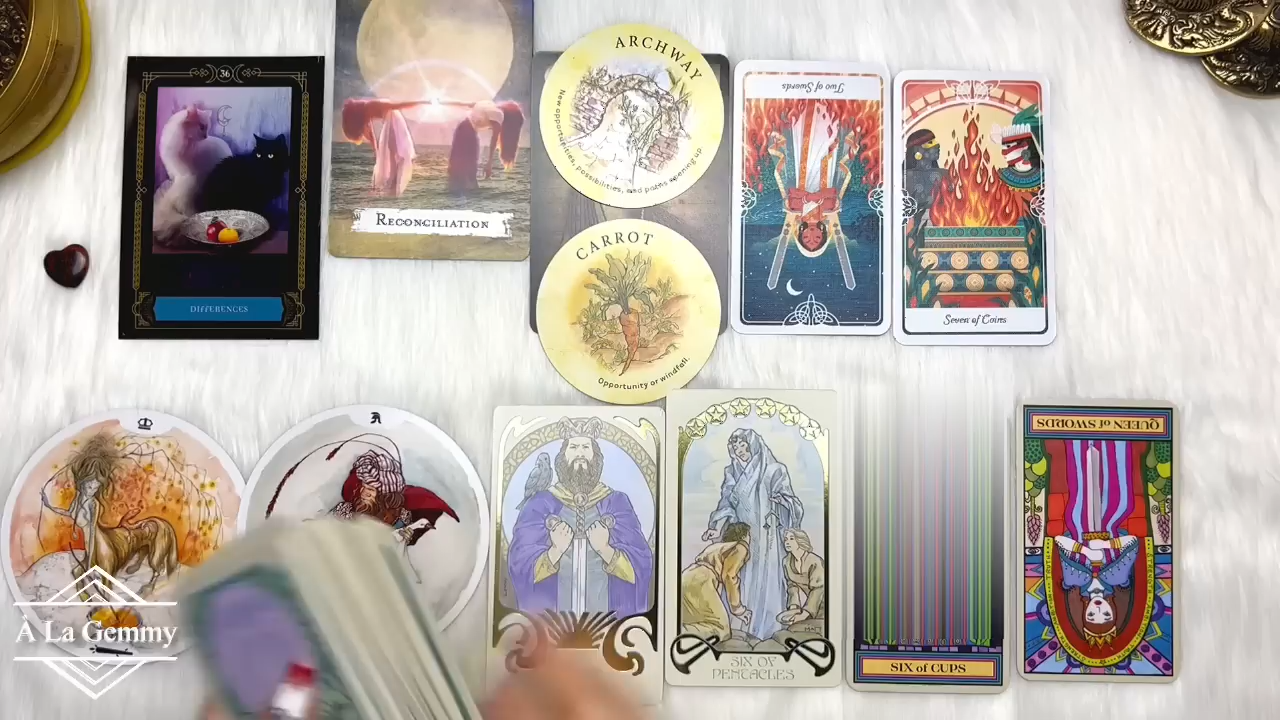 36
DIFFERENCES
RECONCILIATION
ARCHWAY
New opportunities, possibilities, and paths opening up.
CARROT
Opportunity or windfall.
Two of Swords
Seven of Coins
A
SIX OF
PENTACLES
SIX of CUPS
QUEEN of SWORDS
À LA GEMMY